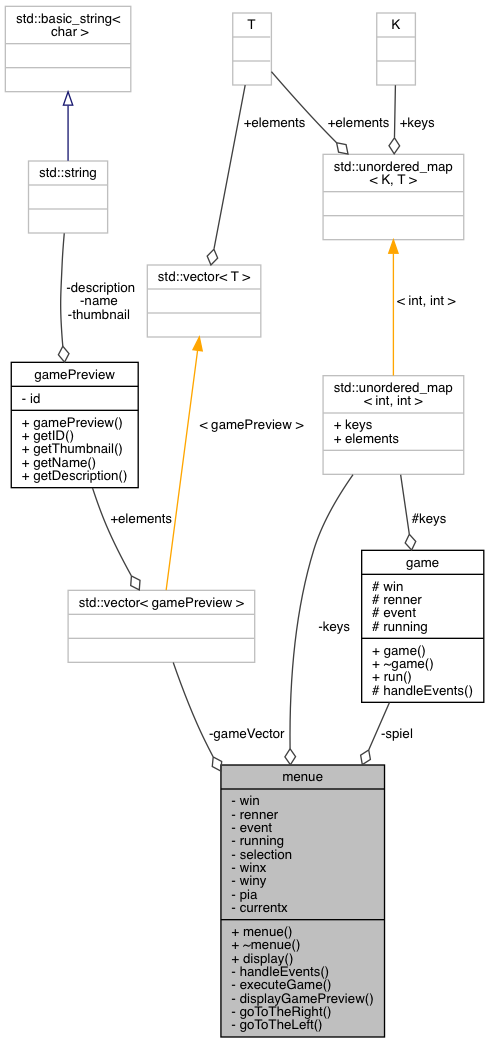 std::basic_string<
char >
T
K
+elements
+elements
+keys
std::string
std::unordered_map
< K, T >
-description
-name
-thumbnail
std::vector< T >
< int, int >
gamePreview
- id
+ gamePreview()
+ getID()
+ getThumbnail()
+ getName()
+ getDescription()
< gamePreview >
std::unordered_map
< int, int >
+ keys
+ elements
+elements
#keys
std::vector< gamePreview >
game
# win
# renner
# event
# running
+ game()
+ ~game()
+ run()
# handleEvents()
-keys
-gameVector
-spiel
menue
- win
- renner
- event
- running
- selection
- winx
- winy
- pia
- currentx
+ menue()
+ ~menue()
+ display()
- handleEvents()
- executeGame()
- displayGamePreview()
- goToTheRight()
- goToTheLeft()